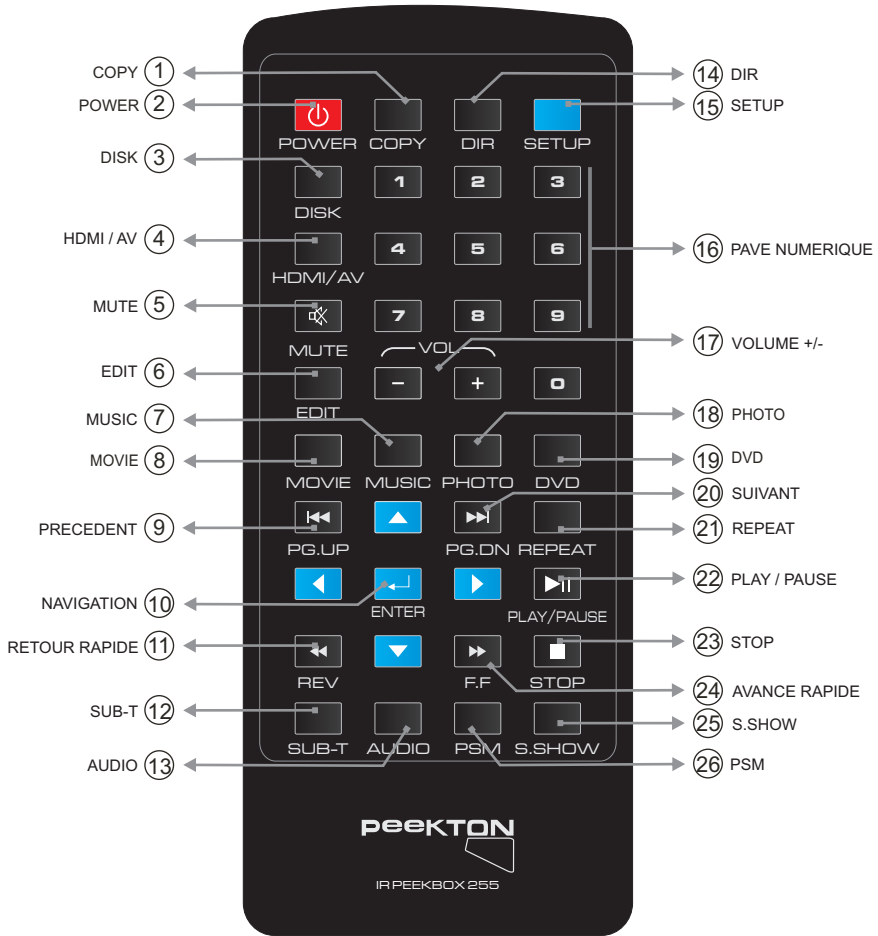 COPY 1
POWER 2
DISK 3
HDMI / AV 4
MUTE 5
EDIT 6
MUSIC 7
MOVIE 8
PRECEDENT 9
NAVIGATION 10
RETOUR RAPIDE 11
SUB-T 12
AUDIO 13
POWER COPY DIR SETUP
1 2 3
DISK
4 5 6
HDMI/AV
7 8 9
MUTE VOL
- + 0
EDIT
MOVIE MUSIC PHOTO DVD
PG.UP PG.DN REPEAT
ENTER PLAY/PAUSE
REV F.F STOP
SUB-T AUDIO PSM S.SHOW
PEEKTON
IR PEEKBOX 255
14 DIR
15 SETUP
16 PAVE NUMERIQUE
17 VOLUME +/-
18 PHOTO
19 DVD
20 SUIVANT
21 REPEAT
22 PLAY / PAUSE
23 STOP
24 AVANCE RAPIDE
25 S.SHOW
26 PSM